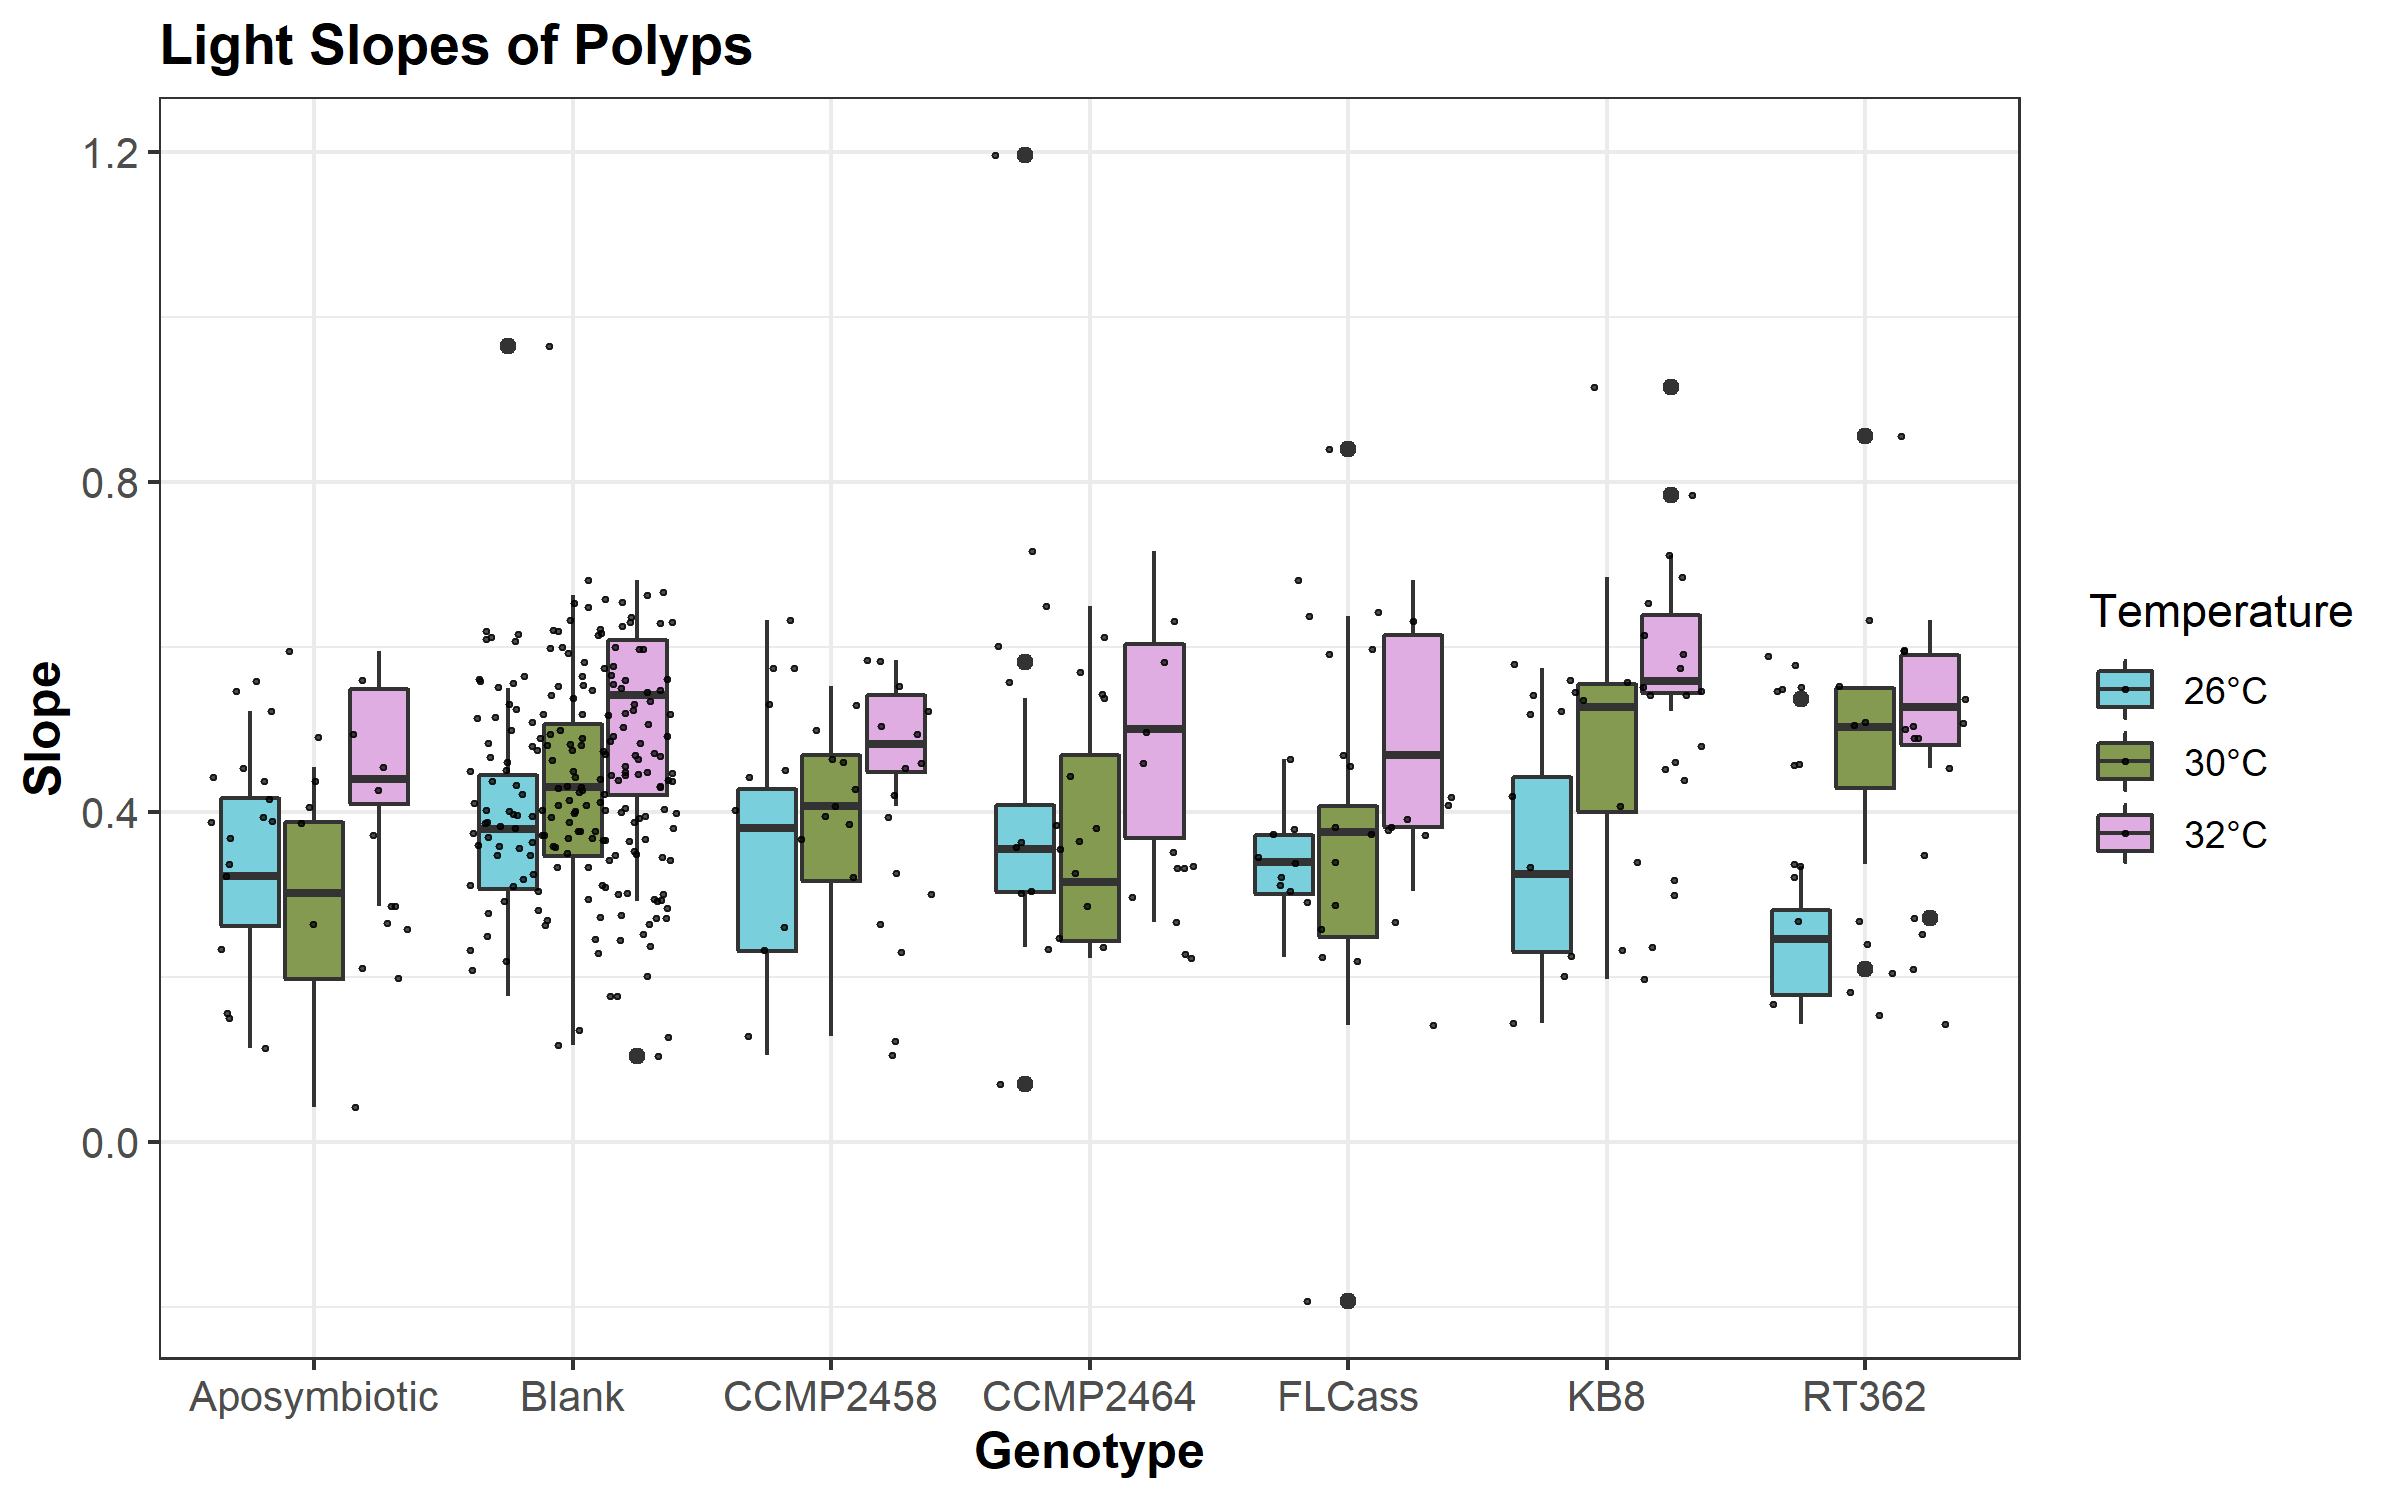 Light Slopes of Polyps
1.2
0.8
0.4
0.0
Slope
Aposymbiotic
Blank
CCMP2458
CCMP2464
FLCass
KB8
RT362
Genotype
Temperature
26°C
30°C
32°C